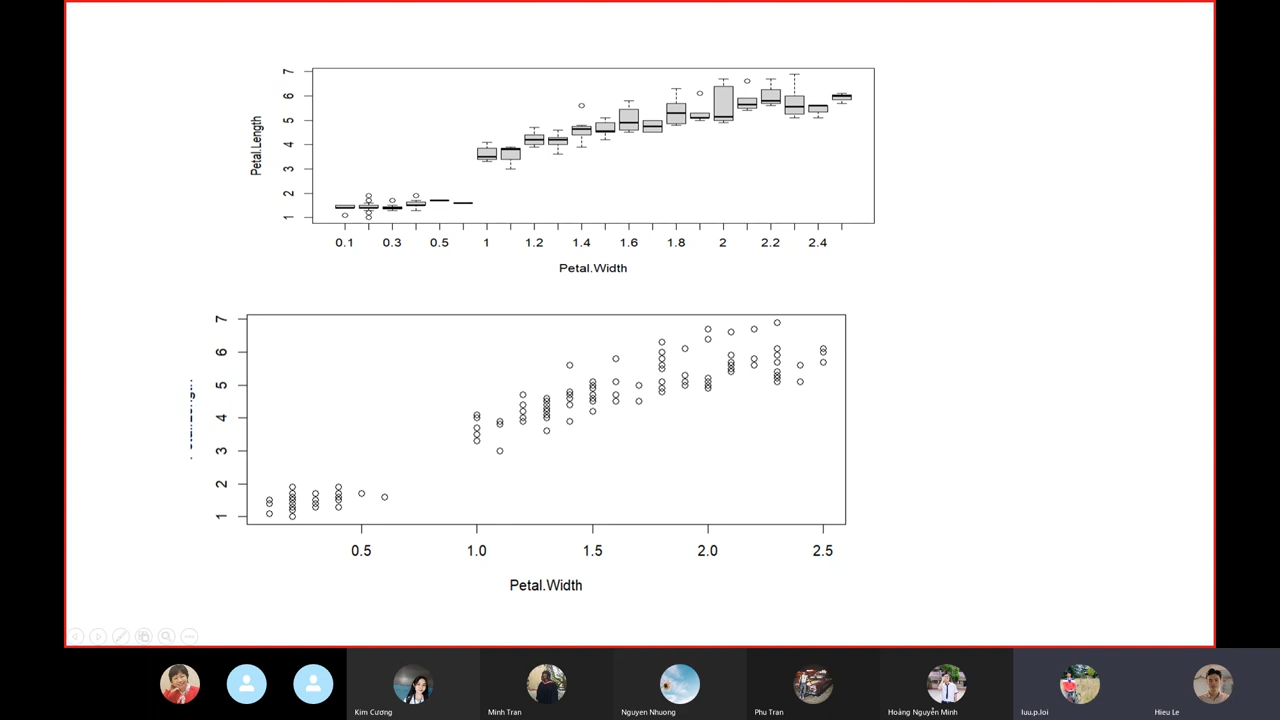 7
6
5
4
3
2
1
Petal.Length
0.1 0.3 0.5 1 1.2 1.4 1.6 1.8 2 2.2 2.4
Petal.Width
7
6
5
4
3
2
1
0.5 1.0 1.5 2.0 2.5
Petal.Width
Kim Cương Minh Tran Nguyen Nhuong Phu Tran Hoàng Nguyễn Minh luu.p.loi Hieu Le